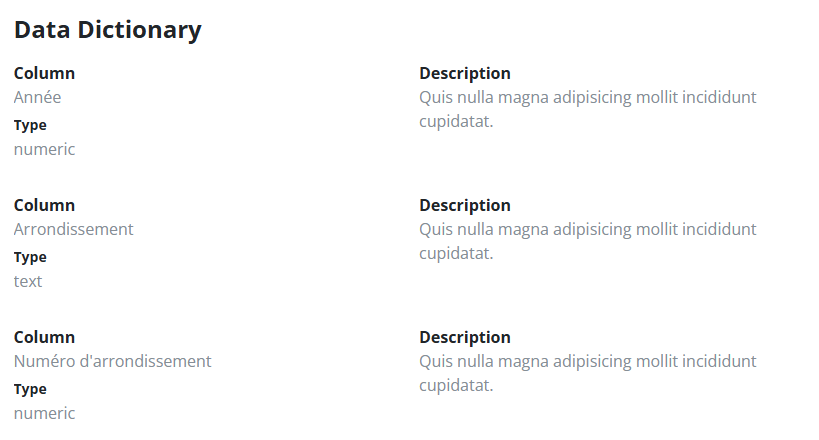 Data Dictionary
Column
Année
Type
numeric
Description
Quis nulla magna adipisicing mollit incididunt
cupidatat.
Column
Arrondissement
Type
text
Description
Quis nulla magna adipisicing mollit incididunt
cupidatat.
Column
Numéro d'arrondissement
Type
numeric
Description
Quis nulla magna adipisicing mollit incididunt
cupidatat.